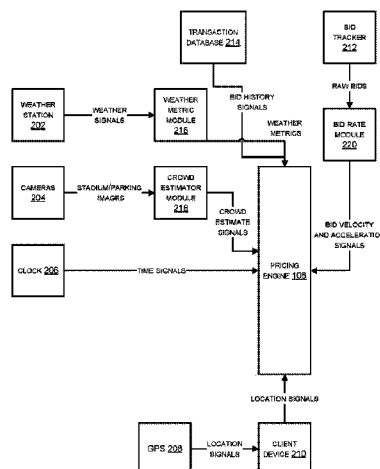 TRANSACTION
DATABASE 214
BID
TRACKER
212
WEATHER
STATION
202
WEATHER
SIGNALS
WEATHER
METRIC
MODULE
216
BID HISTORY
SIGNALS
WEATHER
METRICS
RAW BIDS
BID RATE
MODULE
220
CAMERAS
204
STADIUM/PARKING
IMAGES
CROWD
ESTIMATOR
MODULE
218
CROWD
ESTIMATE
SIGNALS
BID VELOCITY
AND ACCELERATION
SIGNALS
CLOCK 206
TIME SIGNALS
PRICING
ENGINE 108
LOCATION SIGNALS
GPS 208
LOCATION
SIGNALS
CLIENT
DEVICE 210